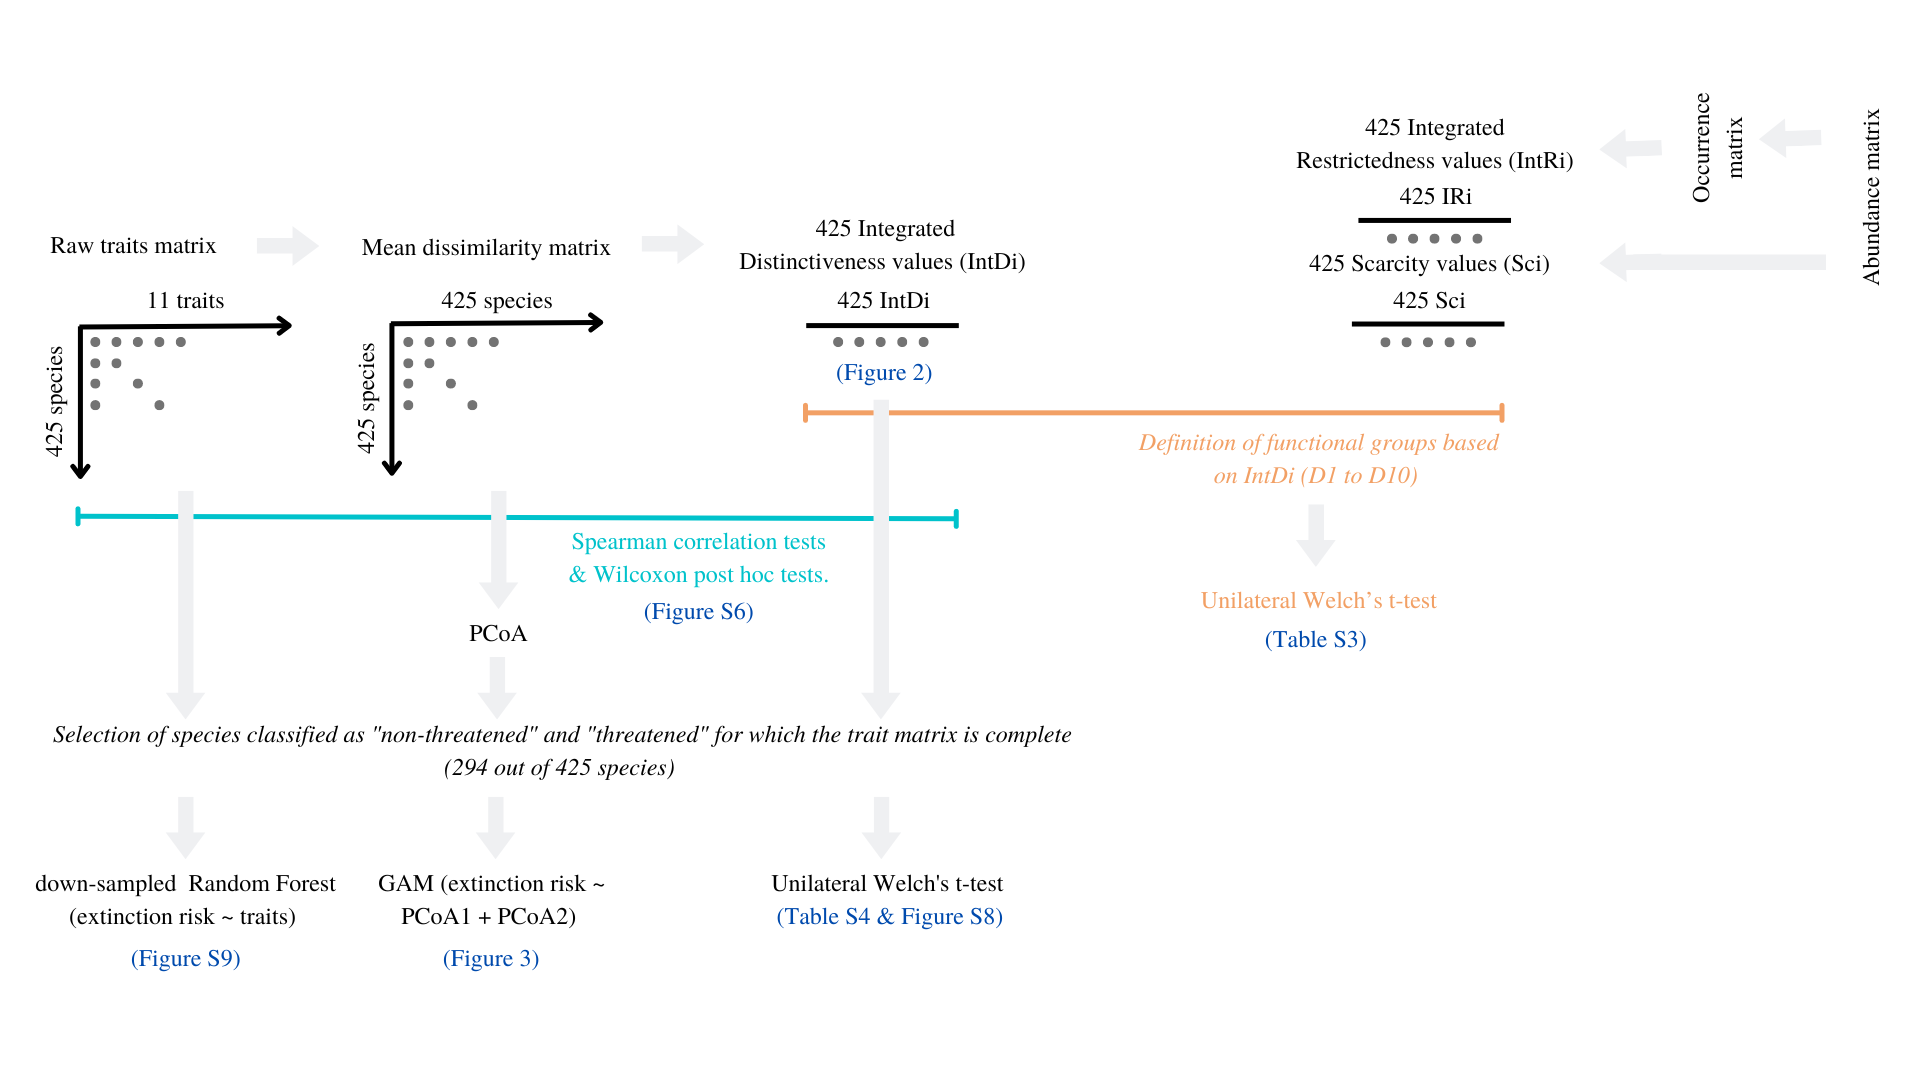 Raw traits matrix
11 traits
425 species
Mean dissimilarity matrix
425 species
425 species
425 Integrated
Distinctiveness values (IntDi)
425 IntDi
(Figure 2)
425 Integrated
Restrictedness values (IntRi)
425 IRi
425 Scarcity values (Sci)
425 Sci
Occurrence
matrix
Abundance matrix
Definition of functional groups based
on IntDi (D1 to D10)
Unilateral Welch’s t-test
(Table S3)
Spearman correlation tests
& Wilcoxon post hoc tests.
(Figure S6)
PCoA
Selection of species classified as "non-threatened" and "threatened" for which the trait matrix is complete
(294 out of 425 species)
down-sampled  Random Forest
(extinction risk ~ traits)
(Figure S9)
GAM (extinction risk ~
PCoA1 + PCoA2)
(Figure 3)
Unilateral Welch's t-test
(Table S4 & Figure S8)